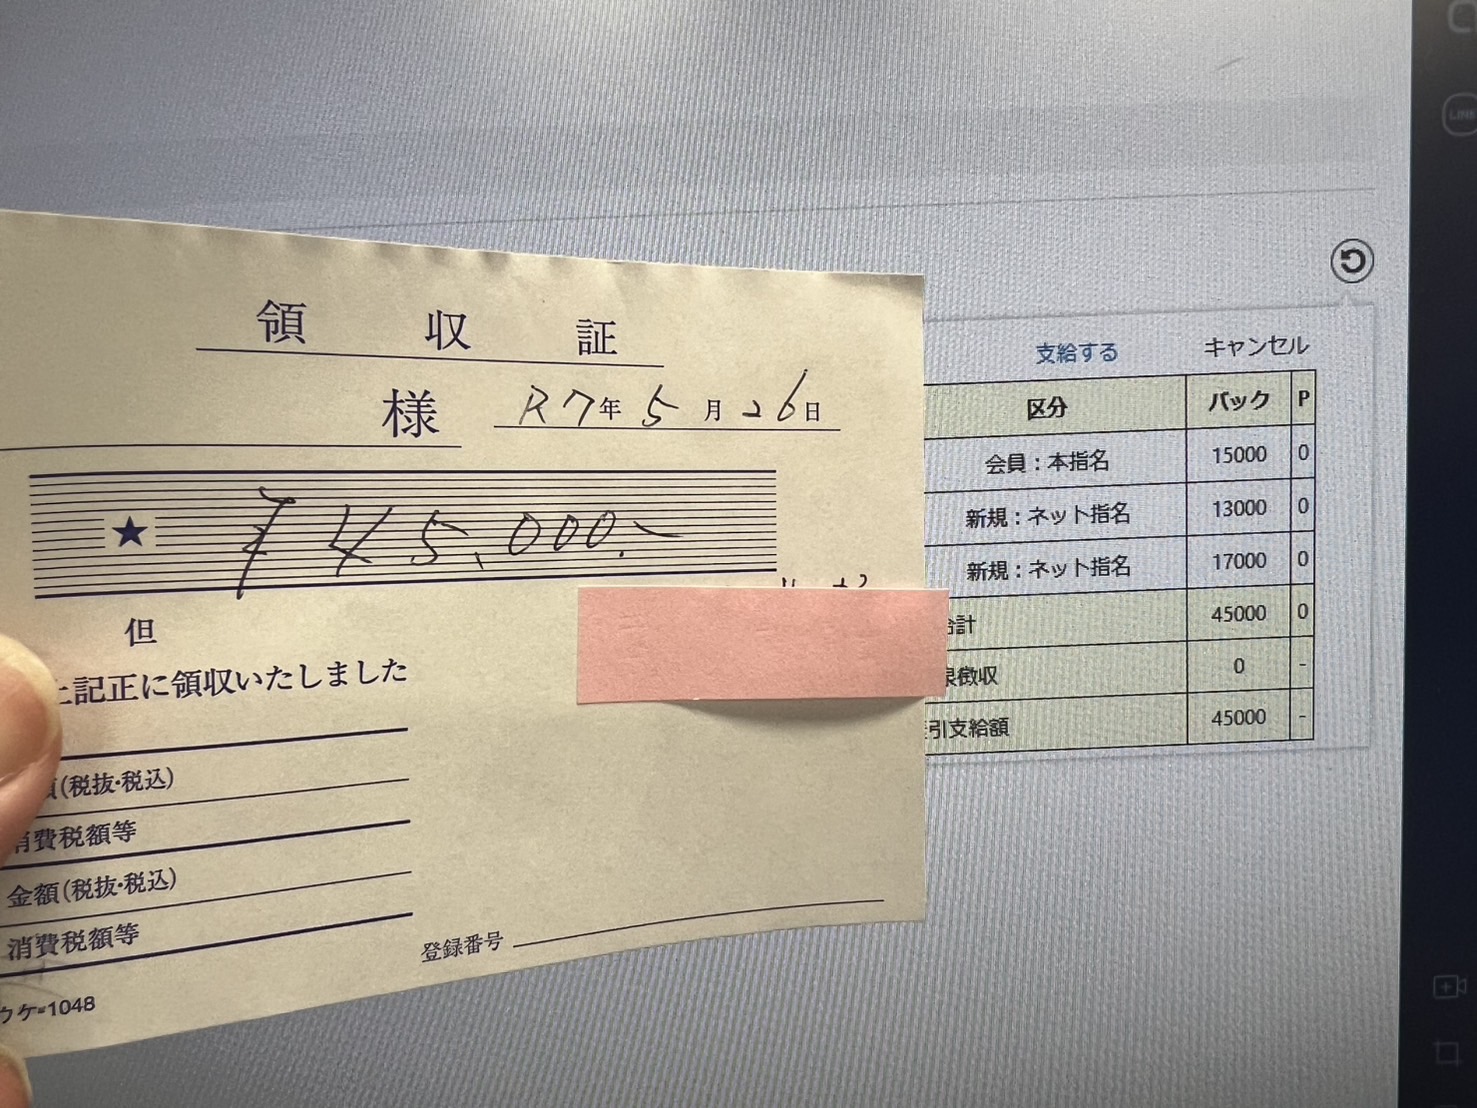 領収証
様 R7年5月26日
★ ¥45,000.-
但
上記正に領収いたしました
(税抜・税込)
消費税額等
金額(税抜・税込)
消費税額等
登録番号
ウケ-1048
支給する キャンセル
区分 バック P
会員：本指名 15000 0
新規：ネット指名 13000 0
新規：ネット指名 17000 0
合計 45000 0
徴収 0 -
引支給額 45000 -
LINE